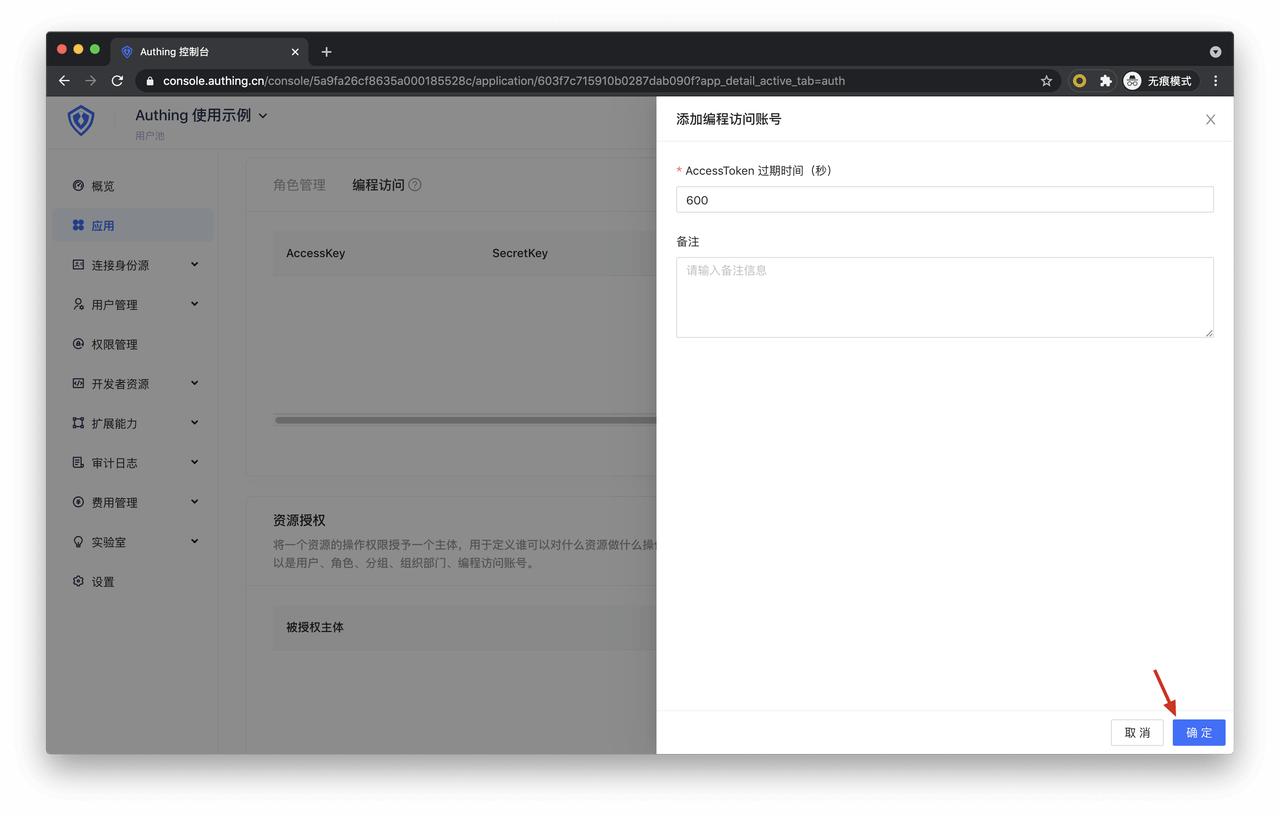 Authing 控制台
console.authing.cn/console/5a9fa26cf8635a000185528c/application/603f7c715910b0287dab090f?app_detail_active_tab=auth
无痕模式
Authing 使用示例
用户池
概览
应用
连接身份源
用户管理
权限管理
开发者资源
扩展能力
审计日志
费用管理
实验室
设置
角色管理 编程访问
AccessKey SecretKey
资源授权
将一个资源的操作权限授予一个主体，用于定义谁可以对什么资源做什么操
以是用户、角色、分组、组织部门、编程访问账号。
被授权主体
添加编程访问账号
* AccessToken 过期时间（秒）
600
备注
请输入备注信息
取 消 确 定